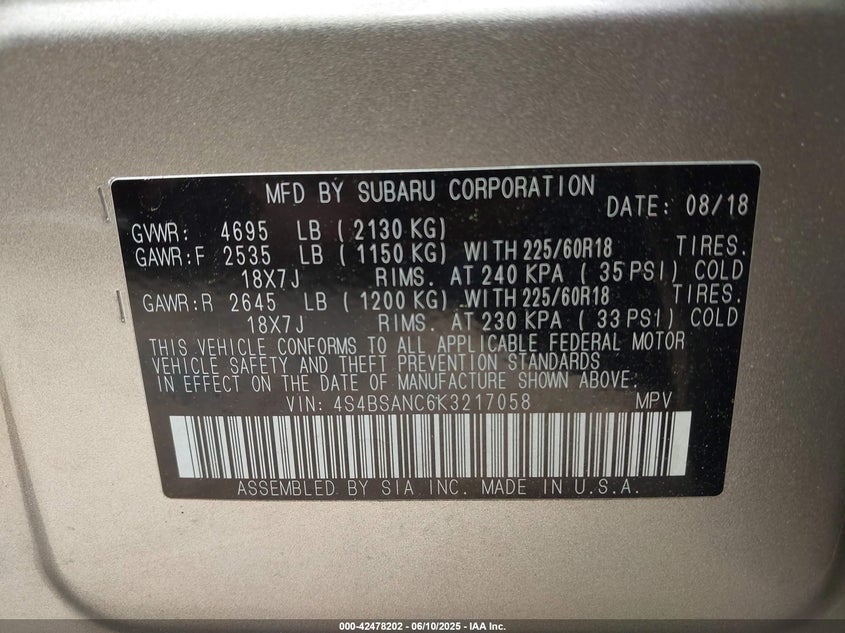 MFD BY SUBARU CORPORATION DATE: 08/18
GVWR: 4695 LB ( 2130 KG)
GAWR:F 2535 LB ( 1150 KG) WITH 225/60R18 TIRES.
18X7J RIMS. AT 240 KPA ( 35 PSI) COLD
GAWR:R 2645 LB ( 1200 KG) WITH 225/60R18 TIRES.
18X7J RIMS. AT 230 KPA ( 33 PSI) COLD
THIS VEHICLE CONFORMS TO ALL APPLICABLE FEDERAL MOTOR
VEHICLE SAFETY AND THEFT PREVENTION STANDARDS
IN EFFECT ON THE DATE OF MANUFACTURE SHOWN ABOVE.
VIN: 4S4BSANC6K3217058 MPV
ASSEMBLED BY SIA INC. MADE IN U.S.A.
000-42478202 - 06/10/2025 - IAA Inc.